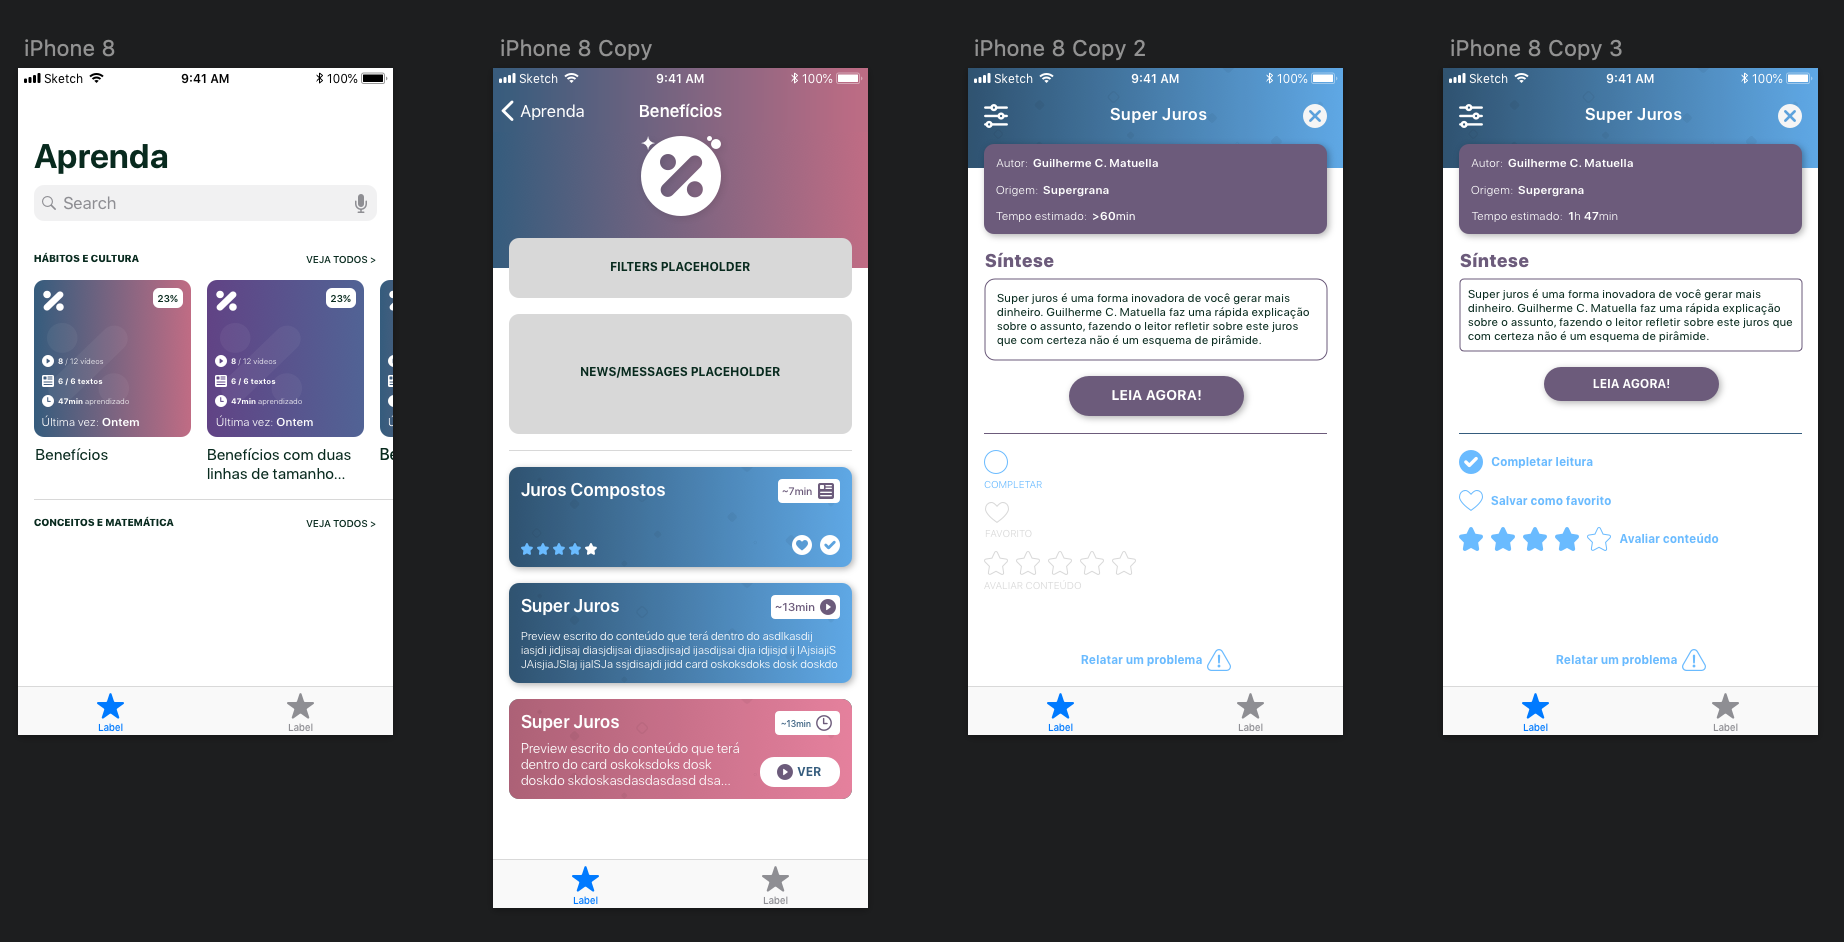 iPhone 8
Sketch 9:41 AM 100%
Aprenda
Search
HÁBITOS E CULTURA VEJA TODOS >
23%
8 / 12 vídeos
6 / 6 textos
47min aprendizado
Última vez: Ontem
Benefícios
23%
8 / 12 vídeos
6 / 6 textos
47min aprendizado
Última vez: Ontem
Benefícios com duas
linhas de tamanho...
Be
CONCEITOS E MATEMÁTICA VEJA TODOS >
Label Label
iPhone 8 Copy
Sketch 9:41 AM 100%
Aprenda Benefícios
FILTERS PLACEHOLDER
NEWS/MESSAGES PLACEHOLDER
Juros Compostos ~7min
Super Juros ~13min
Preview escrito do conteúdo que terá dentro do asdlkasdij
iasjdi jidjisaj diasjdijsai djiasdjisajd ijasdijsai djia idjisjd ij IAjsiajiS
JAisjiaJSIaj ijaISJa ssjdisajdi jidd card oskoksdoks dosk doskdo
Super Juros ~13min
Preview escrito do conteúdo que terá
dentro do card oskoksdoks dosk
doskdo skdoskasdasdasdasd dsa...
VER
Label Label
iPhone 8 Copy 2
Sketch 9:41 AM 100%
Super Juros
Autor: Guilherme C. Matuella
Origem: Supergrana
Tempo estimado: >60min
Síntese
Super juros é uma forma inovadora de você gerar mais
dinheiro. Guilherme C. Matuella faz uma rápida explicação
sobre o assunto, fazendo o leitor refletir sobre este juros
que com certeza não é um esquema de pirâmide.
LEIA AGORA!
COMPLETAR
FAVORITO
AVALIAR CONTEÚDO
Relatar um problema
Label Label
iPhone 8 Copy 3
Sketch 9:41 AM 100%
Super Juros
Autor: Guilherme C. Matuella
Origem: Supergrana
Tempo estimado: 1h 47min
Síntese
Super juros é uma forma inovadora de você gerar mais
dinheiro. Guilherme C. Matuella faz uma rápida explicação
sobre o assunto, fazendo o leitor refletir sobre este juros que
com certeza não é um esquema de pirâmide.
LEIA AGORA!
Completar leitura
Salvar como favorito
Avaliar conteúdo
Relatar um problema
Label Label